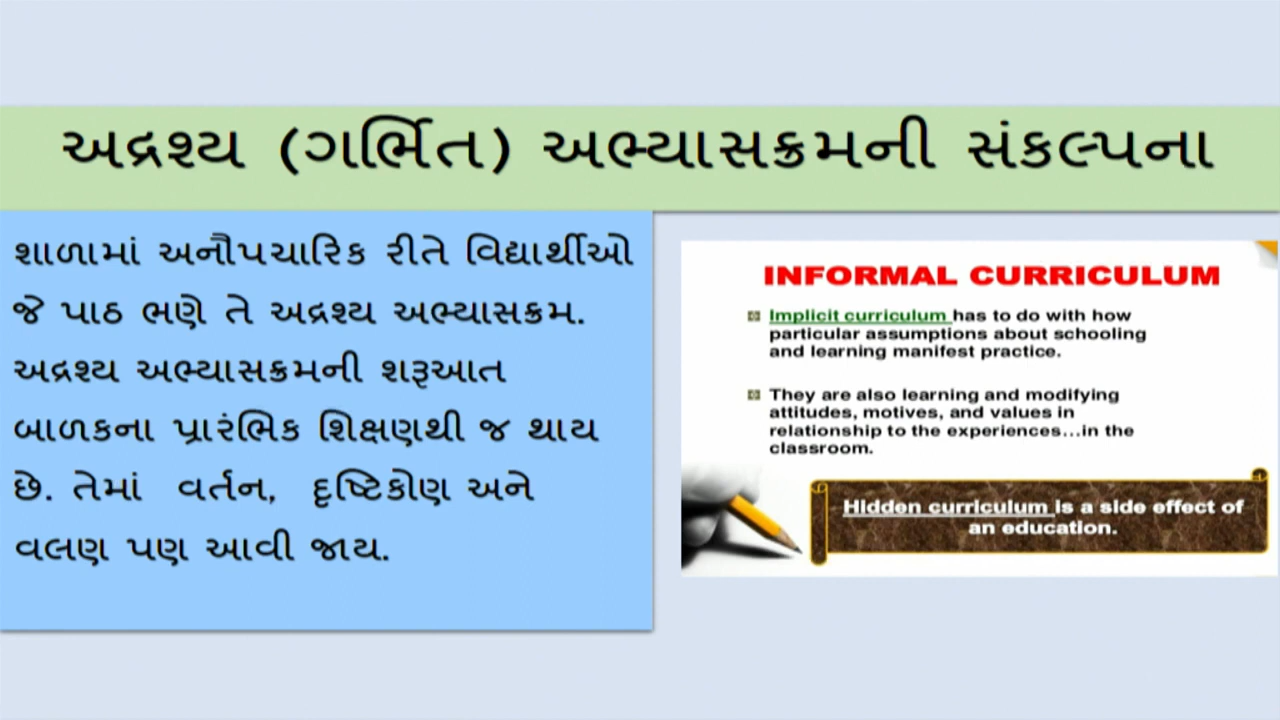 અદ્રશ્ય (ગર્ભિત) અભ્યાસક્રમની સંકલ્પના
શાળામાં અનૌપચારિક રીતે વિદ્યાર્થીઓ
જે પાઠ ભણે તે અદ્રશ્ય અભ્યાસક્રમ.
અદ્રશ્ય અભ્યાસક્રમની શરૂઆત
બાળકના પ્રારંભિક શિક્ષણથી જ થાય
છે. તેમાં વર્તન, દૃષ્ટિકોણ અને
વલણ પણ આવી જાય.
INFORMAL CURRICULUM
Implicit curriculum has to do with how
particular assumptions about schooling
and learning manifest practice.
They are also learning and modifying
attitudes, motives, and values in
relationship to the experiences...in the
classroom.
Hidden curriculum is a side effect of
an education.